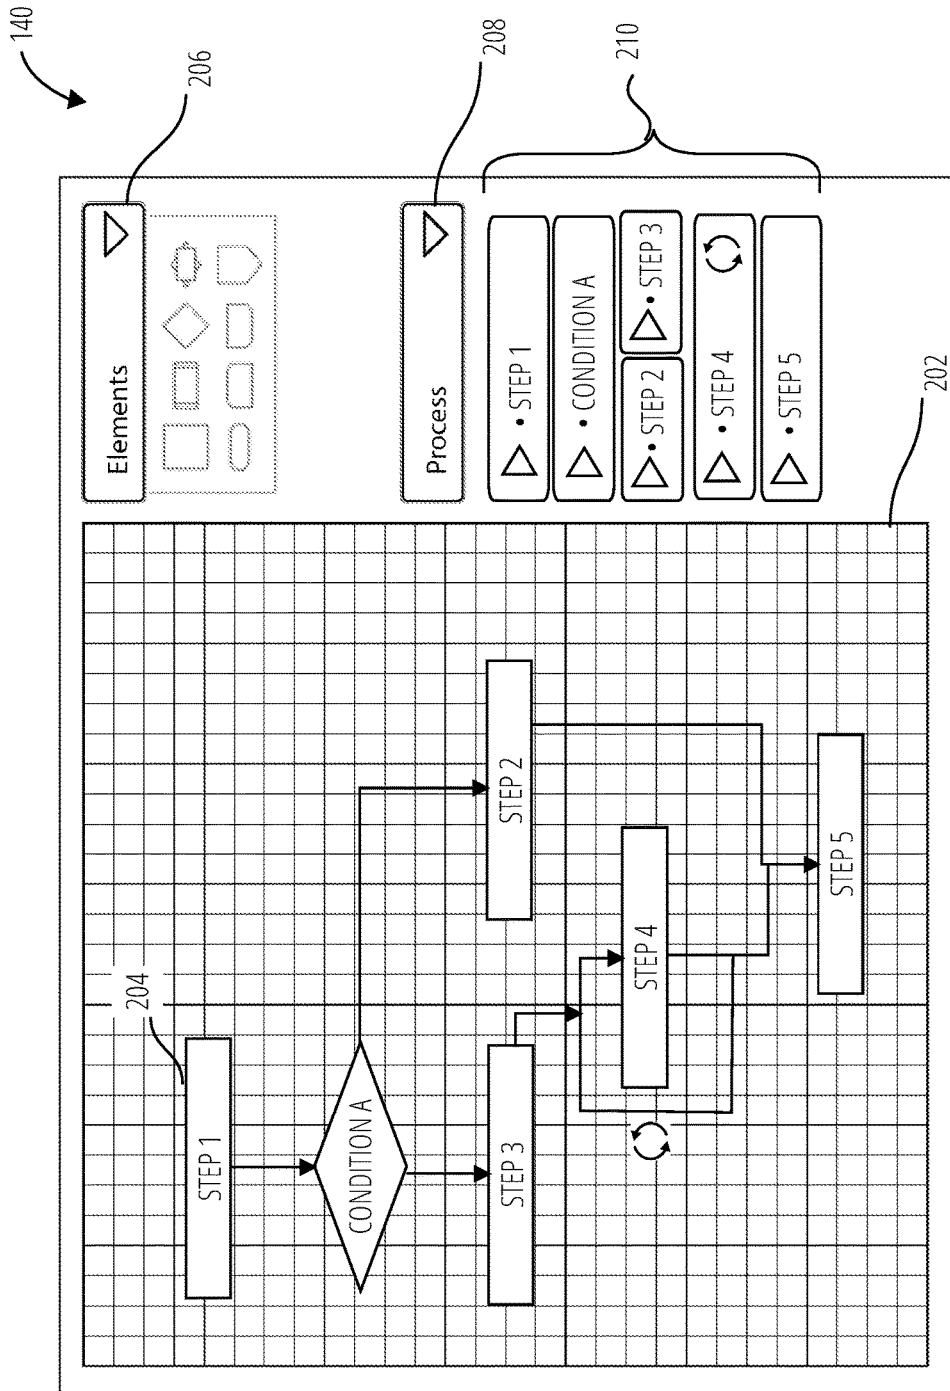 140
206
Elements
208
Process
210
• STEP 1
• CONDITION A
• STEP 2
• STEP 3
• STEP 4
• STEP 5
202
204
STEP 1
CONDITION A
STEP 3
STEP 2
STEP 4
STEP 5